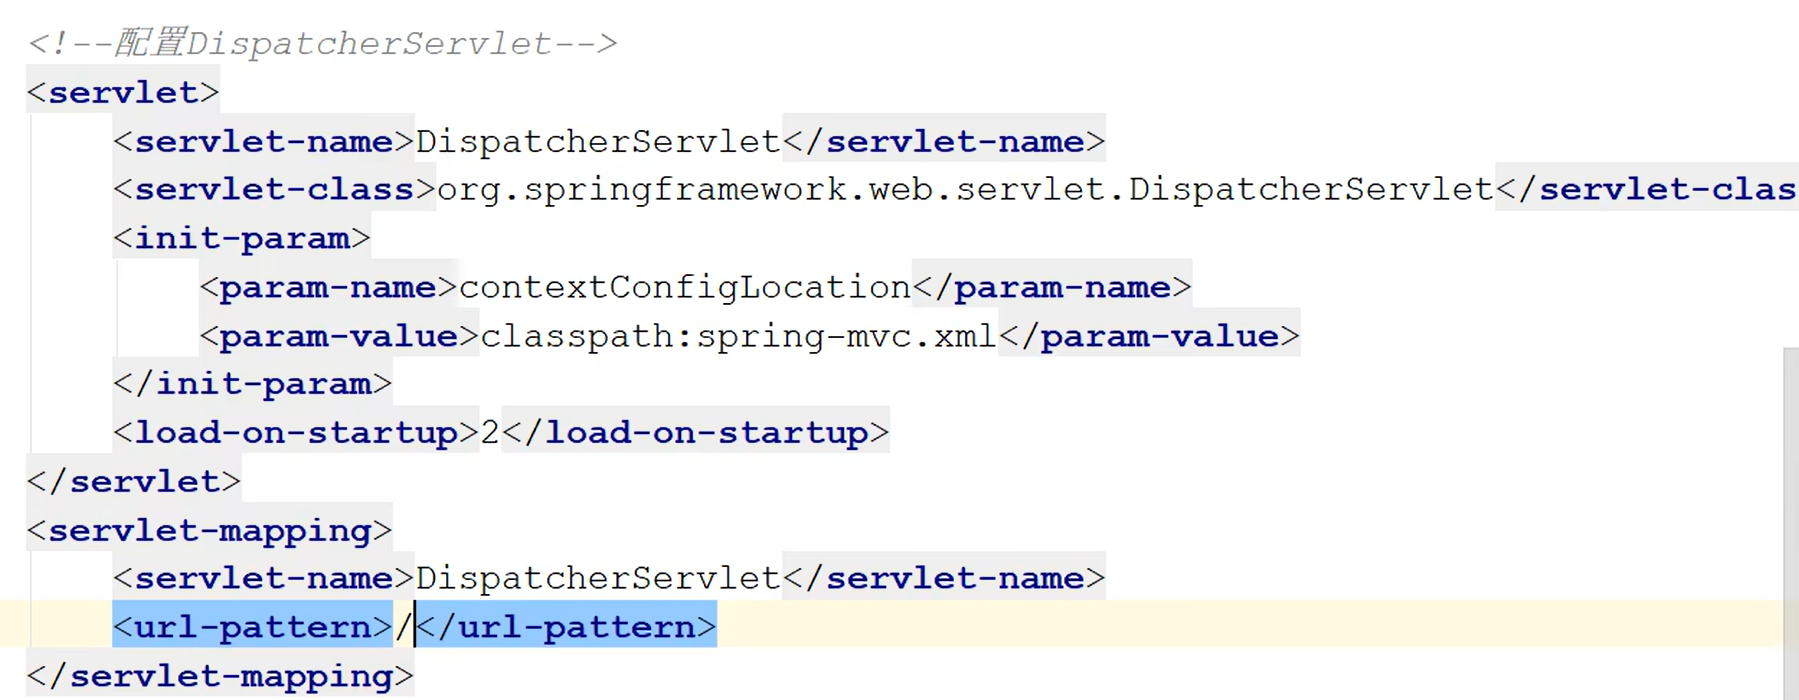 <!--配置DispatcherServlet-->
<servlet>
<servlet-name>DispatcherServlet</servlet-name>
<servlet-class>org.springframework.web.servlet.DispatcherServlet</servlet-clas
<init-param>
<param-name>contextConfigLocation</param-name>
<param-value>classpath:spring-mvc.xml</param-value>
</init-param>
<load-on-startup>2</load-on-startup>
</servlet>
<servlet-mapping>
<servlet-name>DispatcherServlet</servlet-name>
<url-pattern>/</url-pattern>
</servlet-mapping>